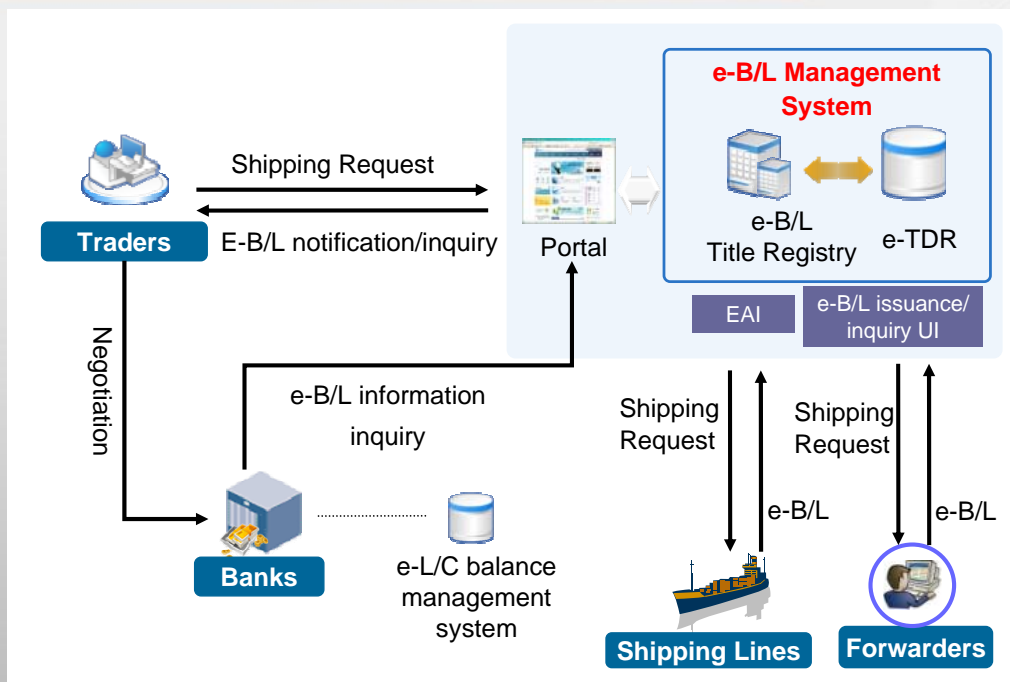 e-B/L Management
System
Shipping Request
Traders
E-B/L notification/inquiry
Portal
e-B/L
Title Registry
e-TDR
EAI
e-B/L issuance/
inquiry UI
Negotiation
e-B/L information
inquiry
Shipping
Request
e-B/L
Shipping
Request
e-B/L
Banks
e-L/C balance
management
system
Shipping Lines
Forwarders